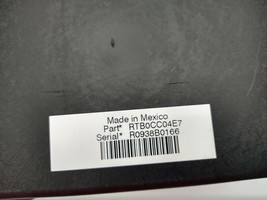 Made in Mexico
Part* RTB0CC04E7
Serial* R0938B0166